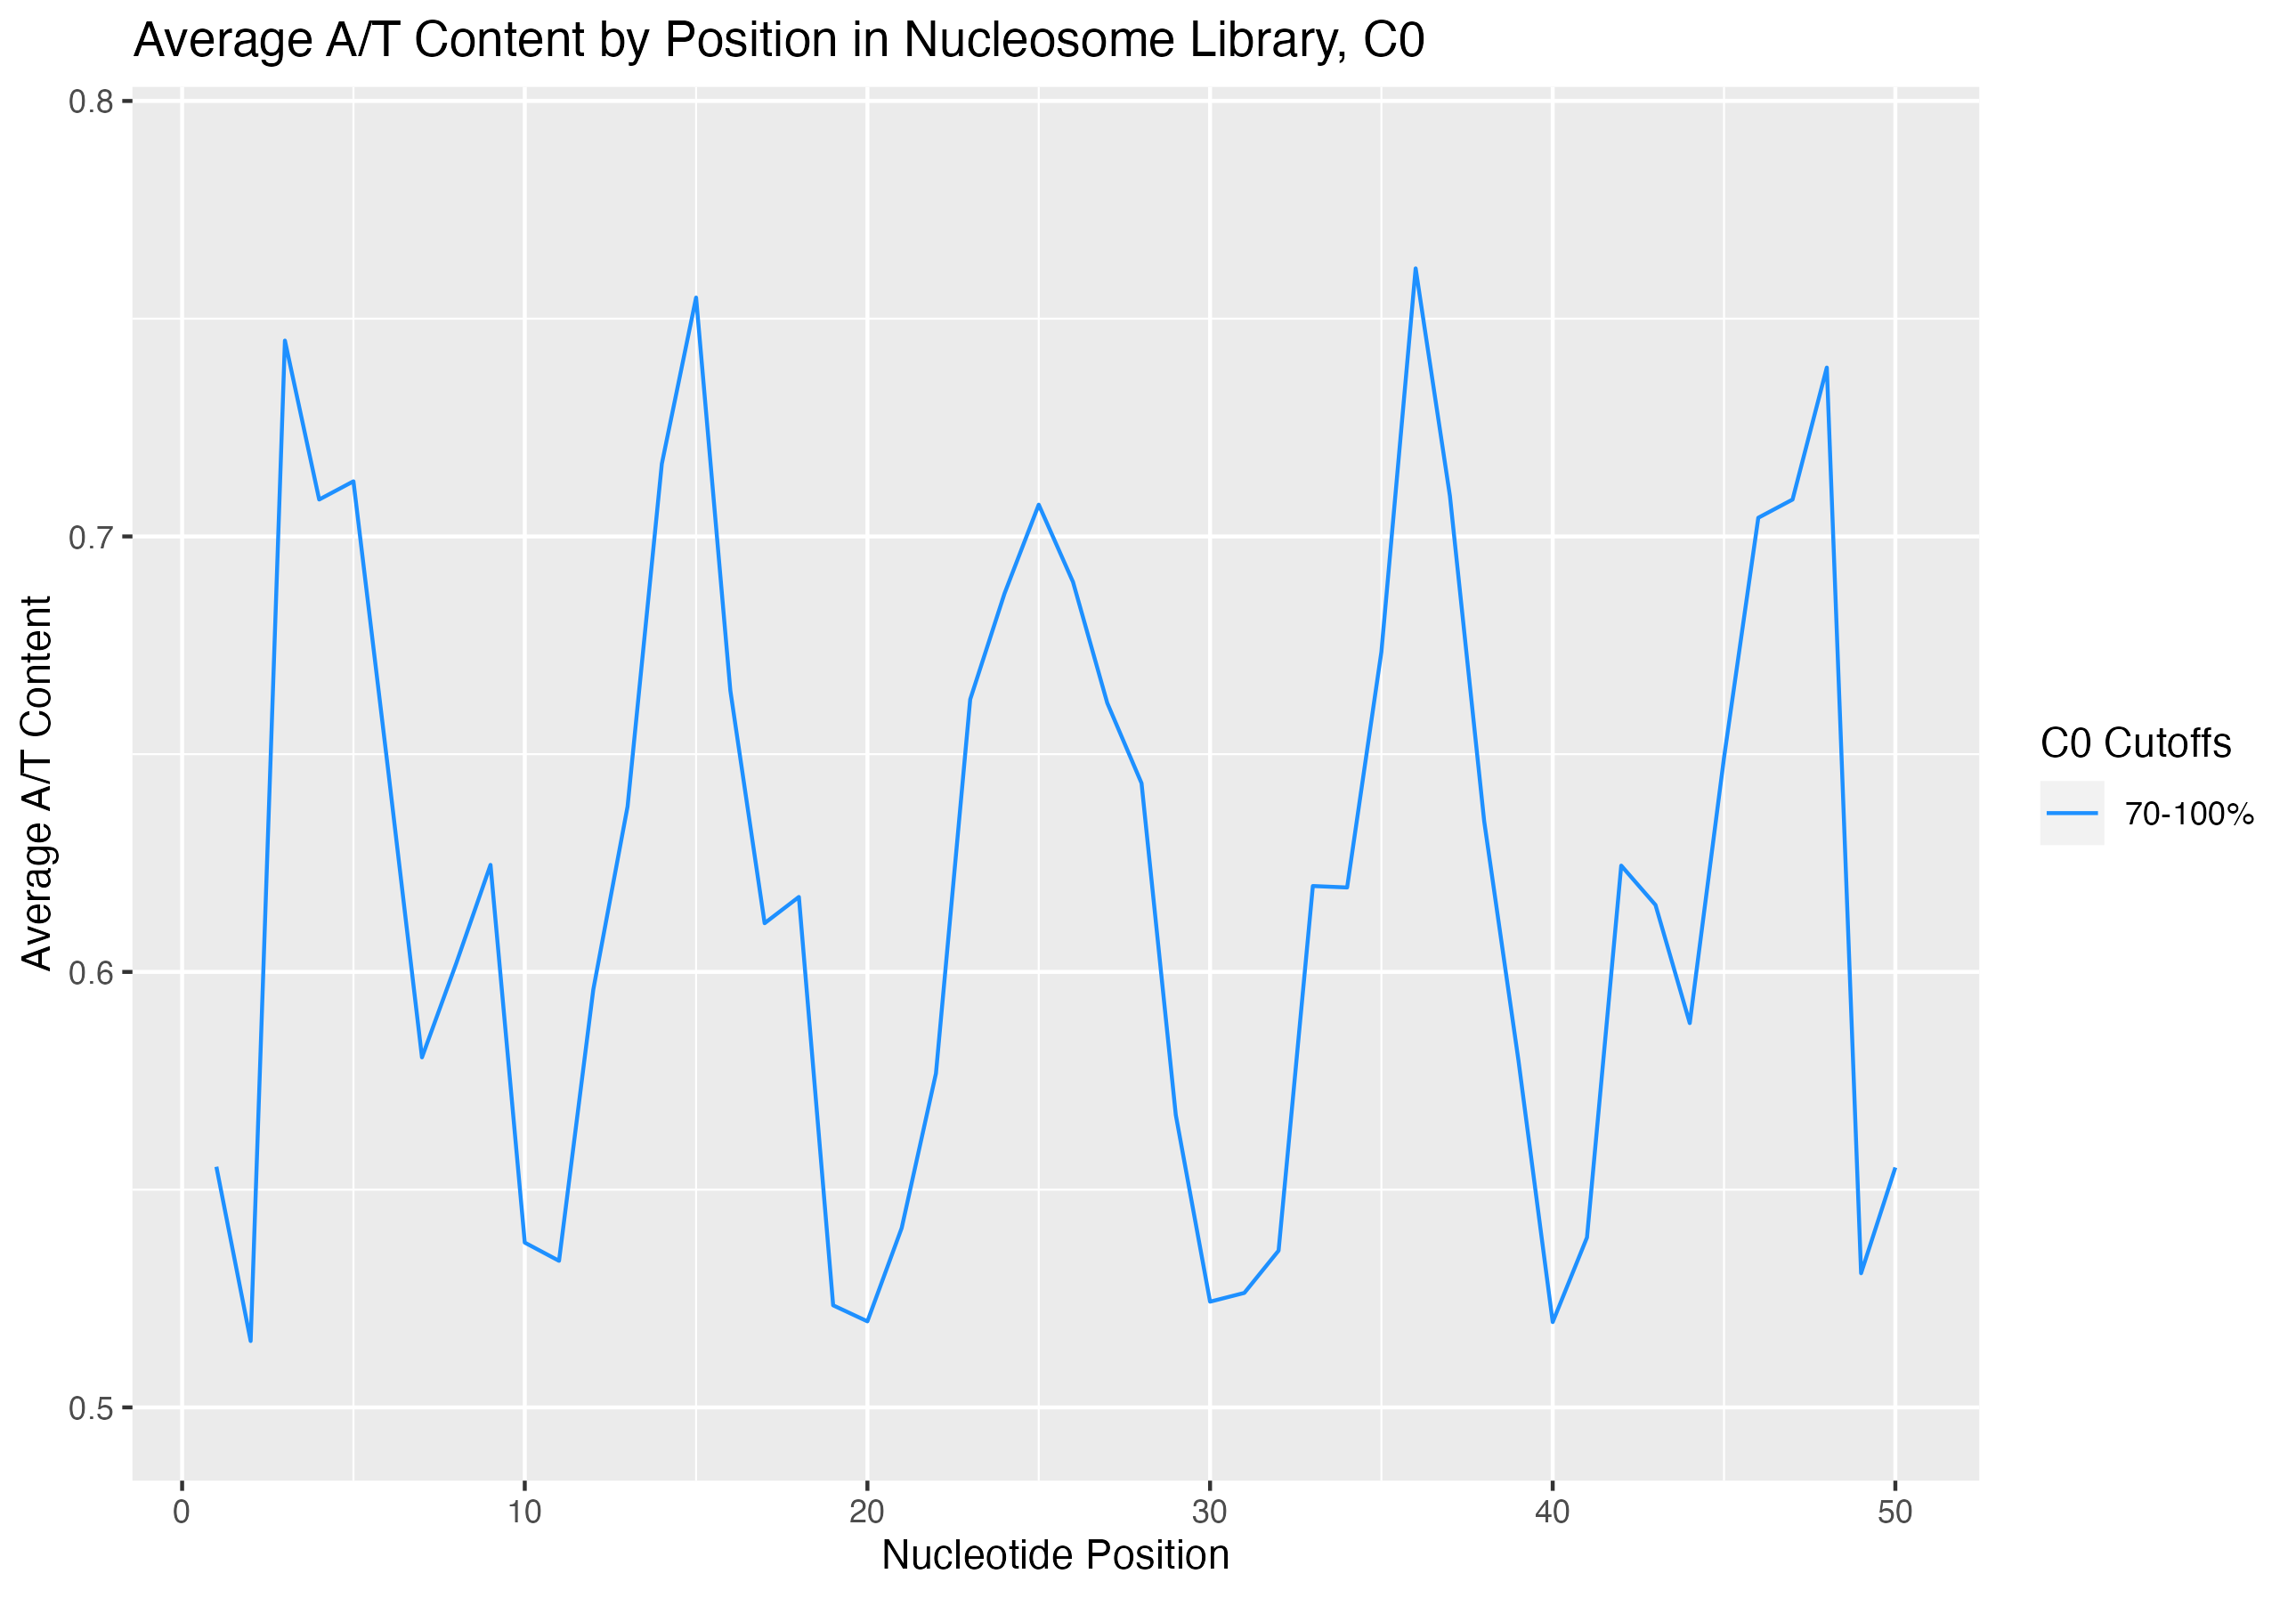 Average A/T Content by Position in Nucleosome Library, C0
0.8
0.7
0.6
0.5
Average A/T Content
0
10
20
30
40
50
Nucleotide Position
C0 Cutoffs
70-100%